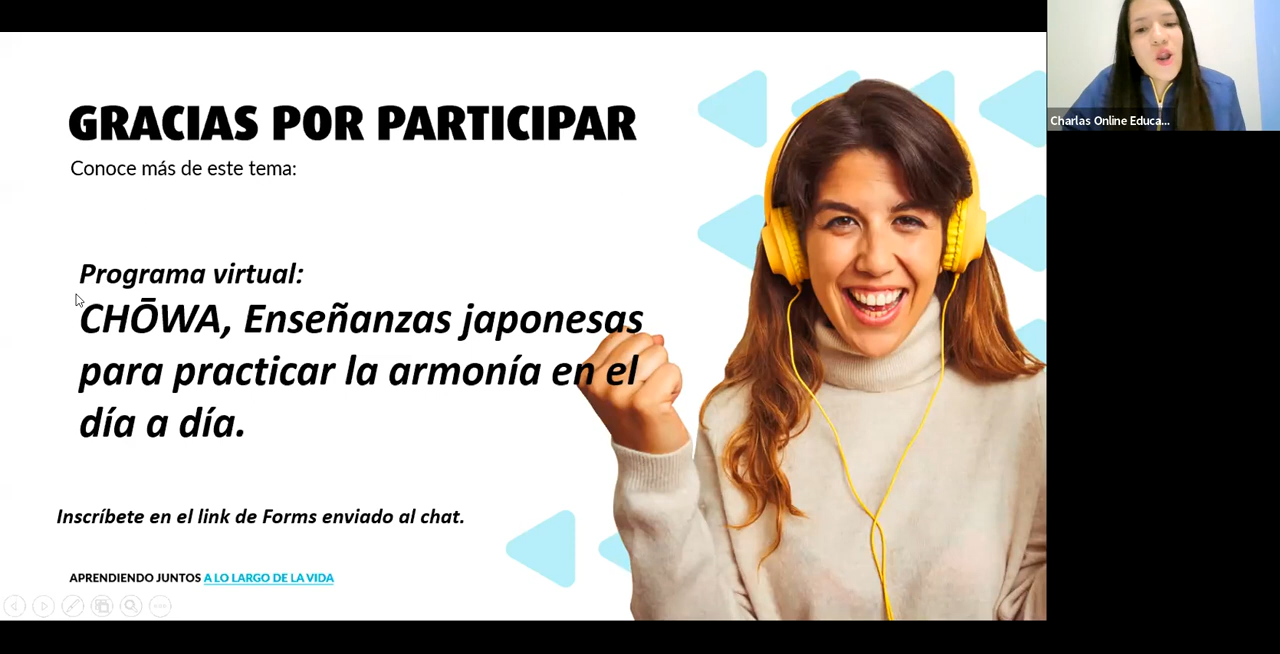 GRACIAS POR PARTICIPAR
Conoce más de este tema:
Programa virtual:
CHŌWA, Enseñanzas japonesas
para practicar la armonía en el
día a día.
Inscríbete en el link de Forms enviado al chat.
APRENDIENDO JUNTOS A LO LARGO DE LA VIDA
Charlas Online Educa...